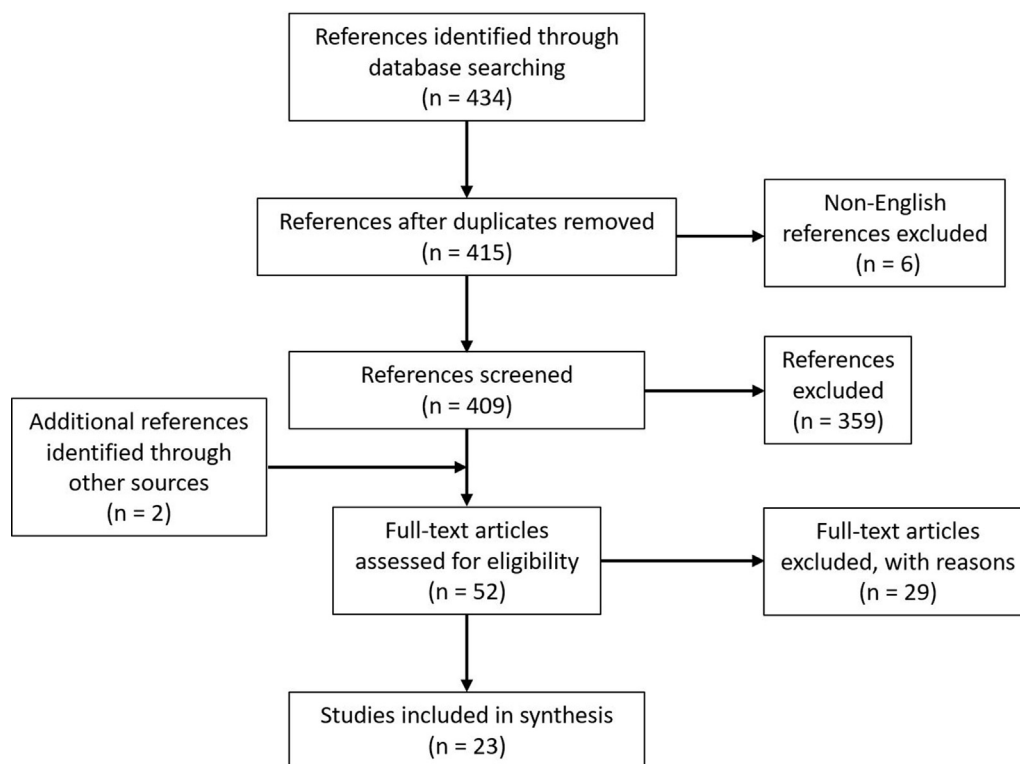 References identified through
database searching
(n = 434)
References after duplicates removed
(n = 415)
Non-English
references excluded
(n = 6)
References screened
(n = 409)
References
excluded
(n = 359)
Additional references
identified through
other sources
(n = 2)
Full-text articles
assessed for eligibility
(n = 52)
Full-text articles
excluded, with reasons
(n = 29)
Studies included in synthesis
(n = 23)